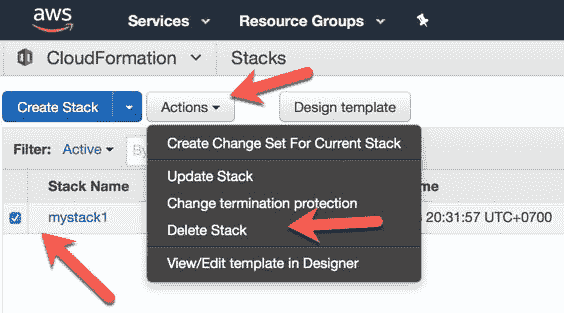 aws Services Resource Groups
CloudFormation Stacks
Create Stack Actions Design template
Filter: Active By
Create Change Set For Current Stack
Stack Name me
Update Stack
Change termination protection
mystack1 20:31:57 UTC+0700
Delete Stack
View/Edit template in Designer